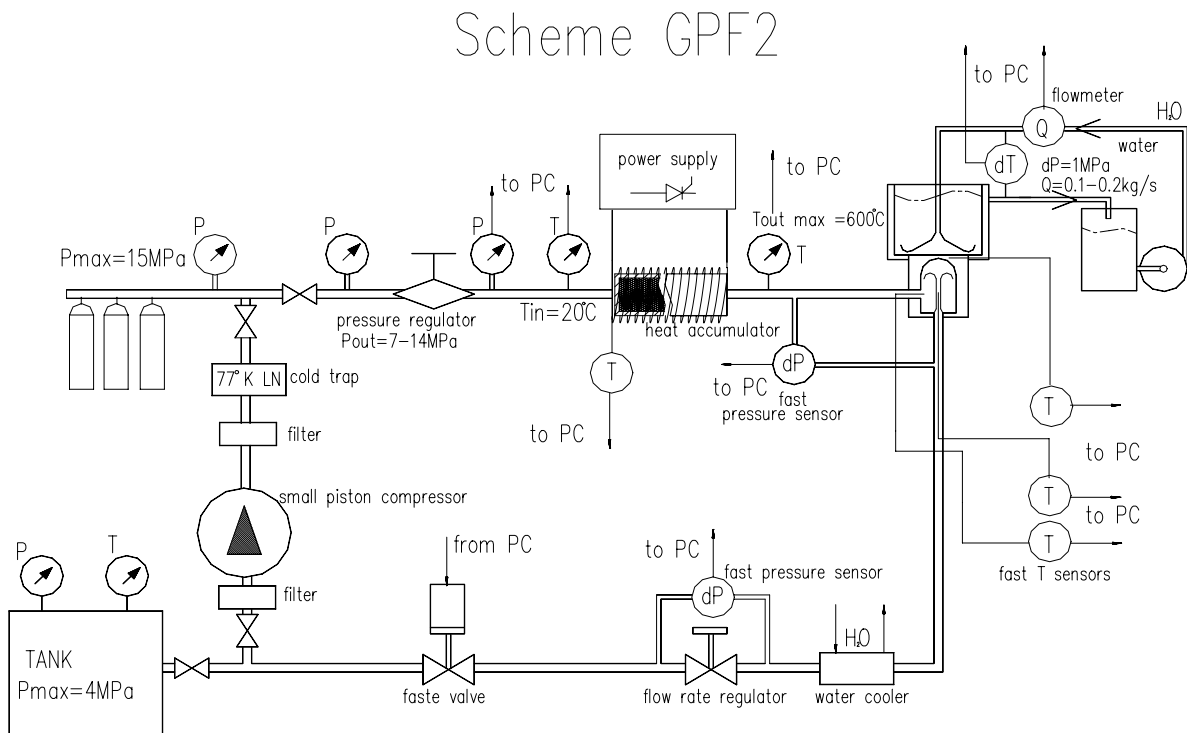 Scheme GPF2
to PC
flowmeter
Q
H2O
water
dT
dP=1MPa
Q=0.1-0.2kg/s
power supply
to PC
to PC
Tout max =600°C
P
P
P
T
T
Pmax=15MPa
Tin=20°C
pressure regulator
Pout=7-14MPa
heat accumulator
77°K LN
cold trap
T
to PC
dP
to PC
fast
pressure sensor
T
to PC
filter
small piston compressor
T
to PC
T
fast T sensors
P
T
from PC
to PC
fast pressure sensor
dP
filter
H2O
TANK
Pmax=4MPa
faste valve
flow rate regulator
water cooler